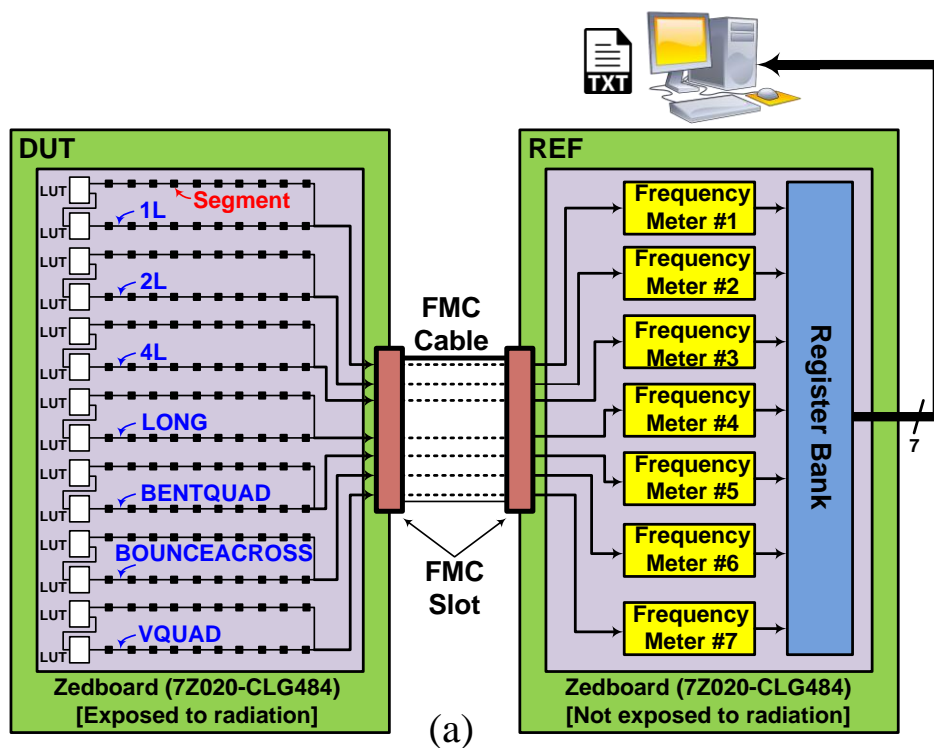 TXT
DUT
LUT
Segment
LUT
1L
LUT
LUT
2L
LUT
LUT
4L
LUT
LUT
LONG
LUT
LUT
BENTQUAD
LUT
LUT
BOUNCEACROSS
LUT
LUT
VQUAD
Zedboard (7Z020-CLG484)
[Exposed to radiation]
FMC
Cable
FMC
Slot
REF
Frequency
Meter #1
Frequency
Meter #2
Frequency
Meter #3
Frequency
Meter #4
Frequency
Meter #5
Frequency
Meter #6
Frequency
Meter #7
Register Bank
7
Zedboard (7Z020-CLG484)
[Not exposed to radiation]
(a)